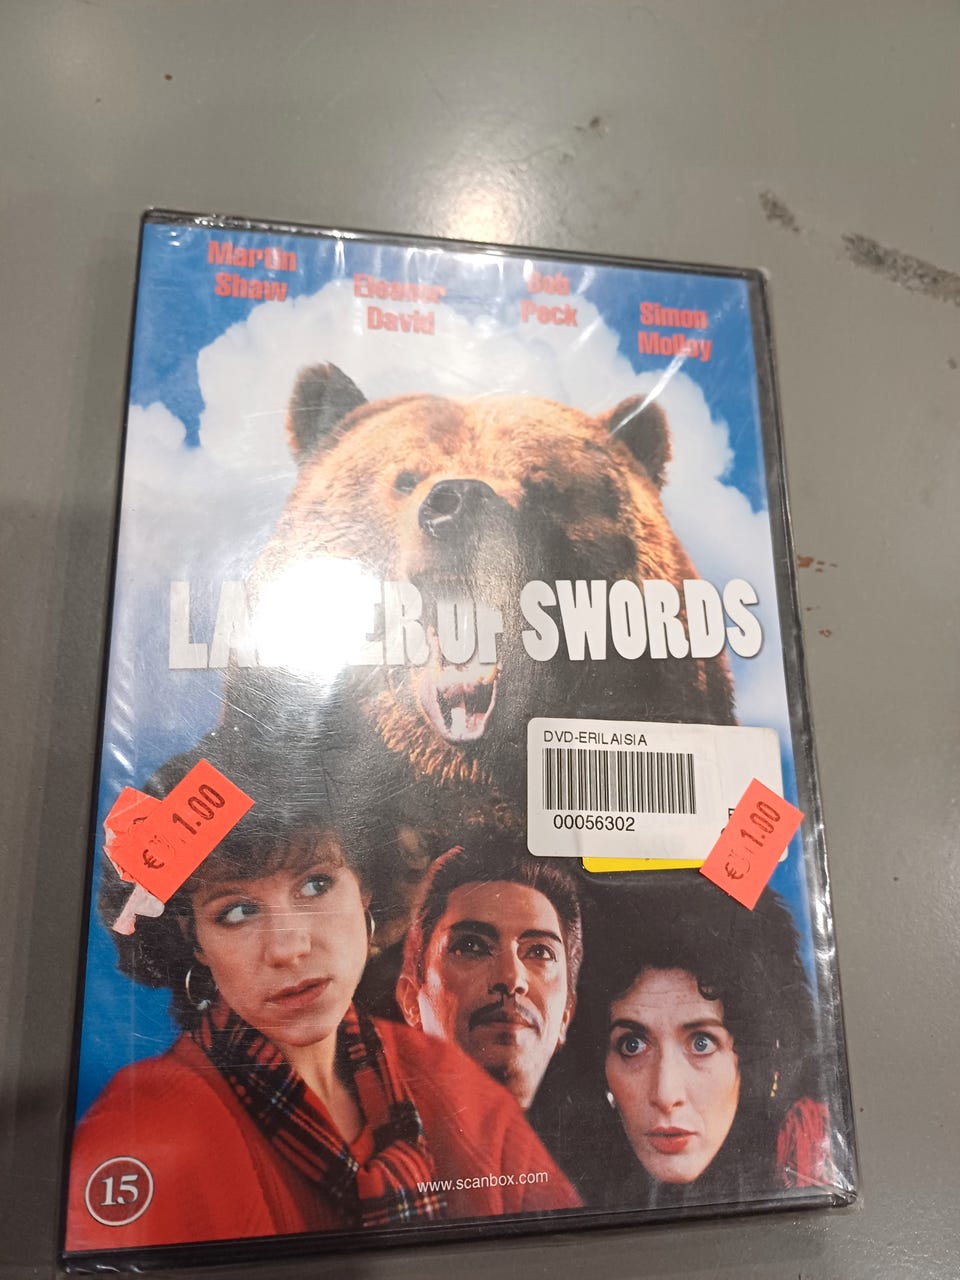 Martin
Shaw
Eleanor
David
Bob
Peck
Simon
Molloy
OF SWORDS
DVD-ERILAISIA
00056302
€ 1.00
€ 1.00
15
www.scanbox.com